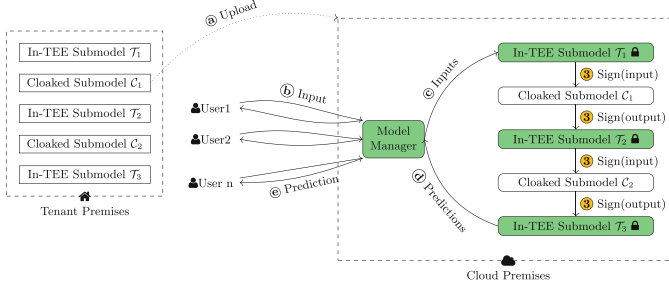 ⓐ Upload
In-TEE Submodel 𝒯₁
Cloaked Submodel 𝒞₁
In-TEE Submodel 𝒯₂
Cloaked Submodel 𝒞₂
In-TEE Submodel 𝒯₃
Tenant Premises
ⓑ Input
User1
User2
User n
ⓔ Prediction
Model
Manager
ⓒ Inputs
ⓓ Predictions
In-TEE Submodel 𝒯₁
③ Sign(input)
Cloaked Submodel 𝒞₁
③ Sign(output)
In-TEE Submodel 𝒯₂
③ Sign(input)
Cloaked Submodel 𝒞₂
③ Sign(output)
In-TEE Submodel 𝒯₃
Cloud Premises